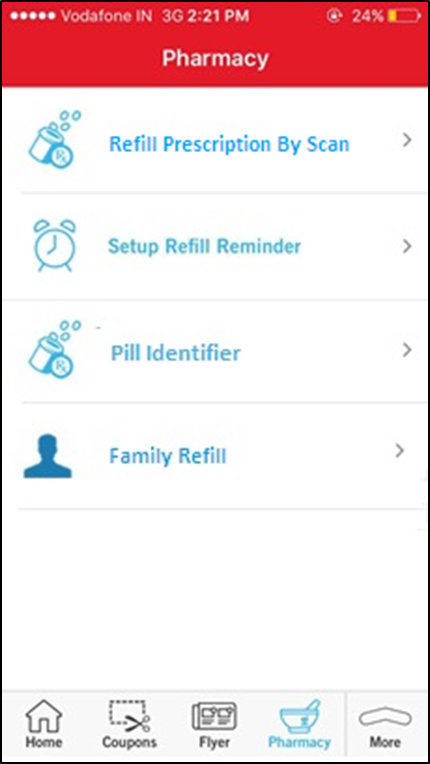 Vodafone IN 3G 2:21 PM 24%
Pharmacy
Refill Prescription By Scan
Setup Refill Reminder
Pill Identifier
Family Refill
Home Coupons Flyer Pharmacy More